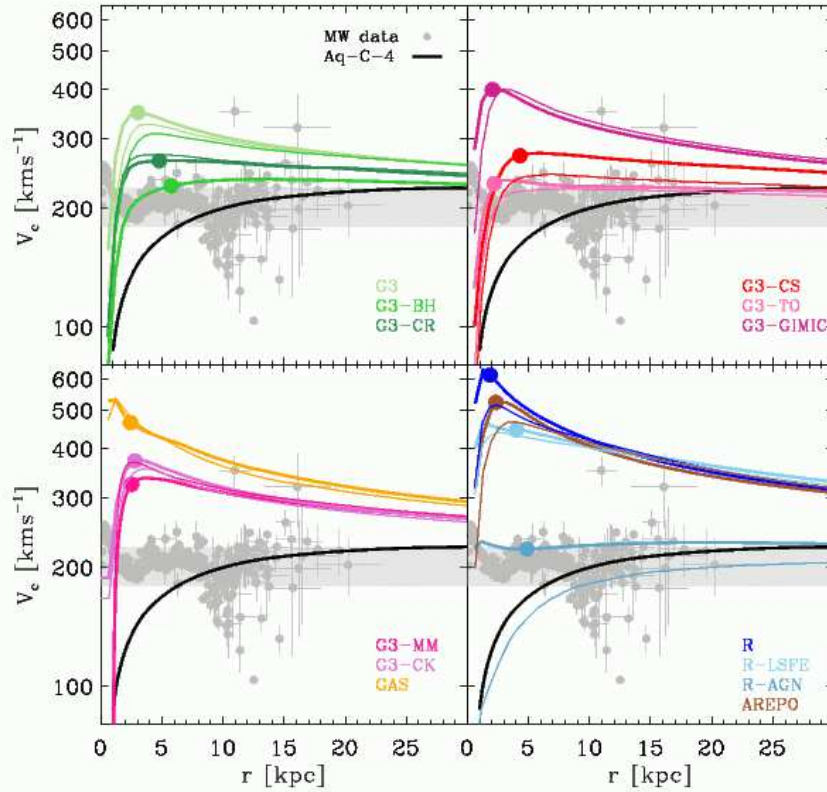 600
500
400
300
200
100
V_c [kms⁻¹]
MW data
Aq-C-4
G3
G3-BH
G3-CR
G3-CS
G3-TO
G3-GIMIC
600
500
400
300
200
100
V_c [kms⁻¹]
G3-MM
G3-CK
GAS
R
R-LSFE
R-AGN
AREPO
0 5 10 15 20 25
r [kpc]
0 5 10 15 20 25
r [kpc]